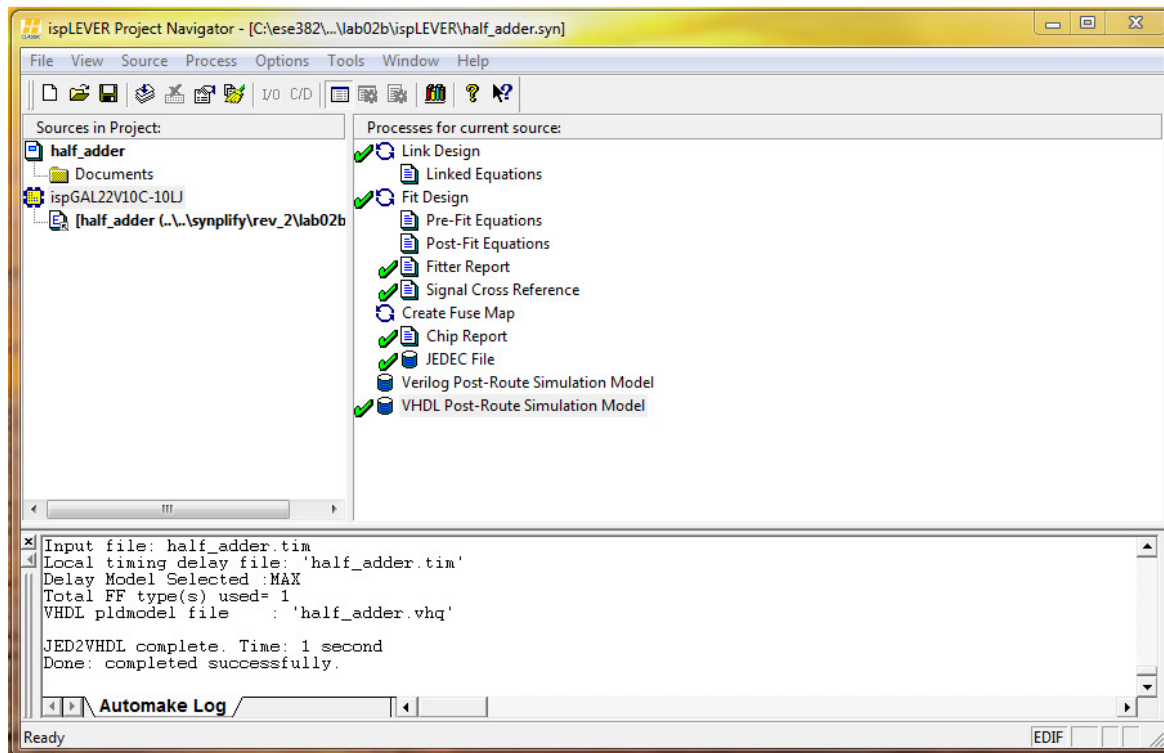 ispLEVER Project Navigator - [C:\ese382\...\lab02b\ispLEVER\half_adder.syn]
File View Source Process Options Tools Window Help
I/O C/D
Sources in Project:
half_adder
Documents
ispGAL22V10C-10LJ
[half_adder (..\..\synplify\rev_2\lab02b
Processes for current source:
Link Design
Linked Equations
Fit Design
Pre-Fit Equations
Post-Fit Equations
Fitter Report
Signal Cross Reference
Create Fuse Map
Chip Report
JEDEC File
Verilog Post-Route Simulation Model
VHDL Post-Route Simulation Model
Input file: half_adder.tim
Local timing delay file: 'half_adder.tim'
Delay Model Selected :MAX
Total FF type(s) used= 1
VHDL pldmodel file : 'half_adder.vhq'
JED2VHDL complete. Time: 1 second
Done: completed successfully.
Automake Log
Ready
EDIF